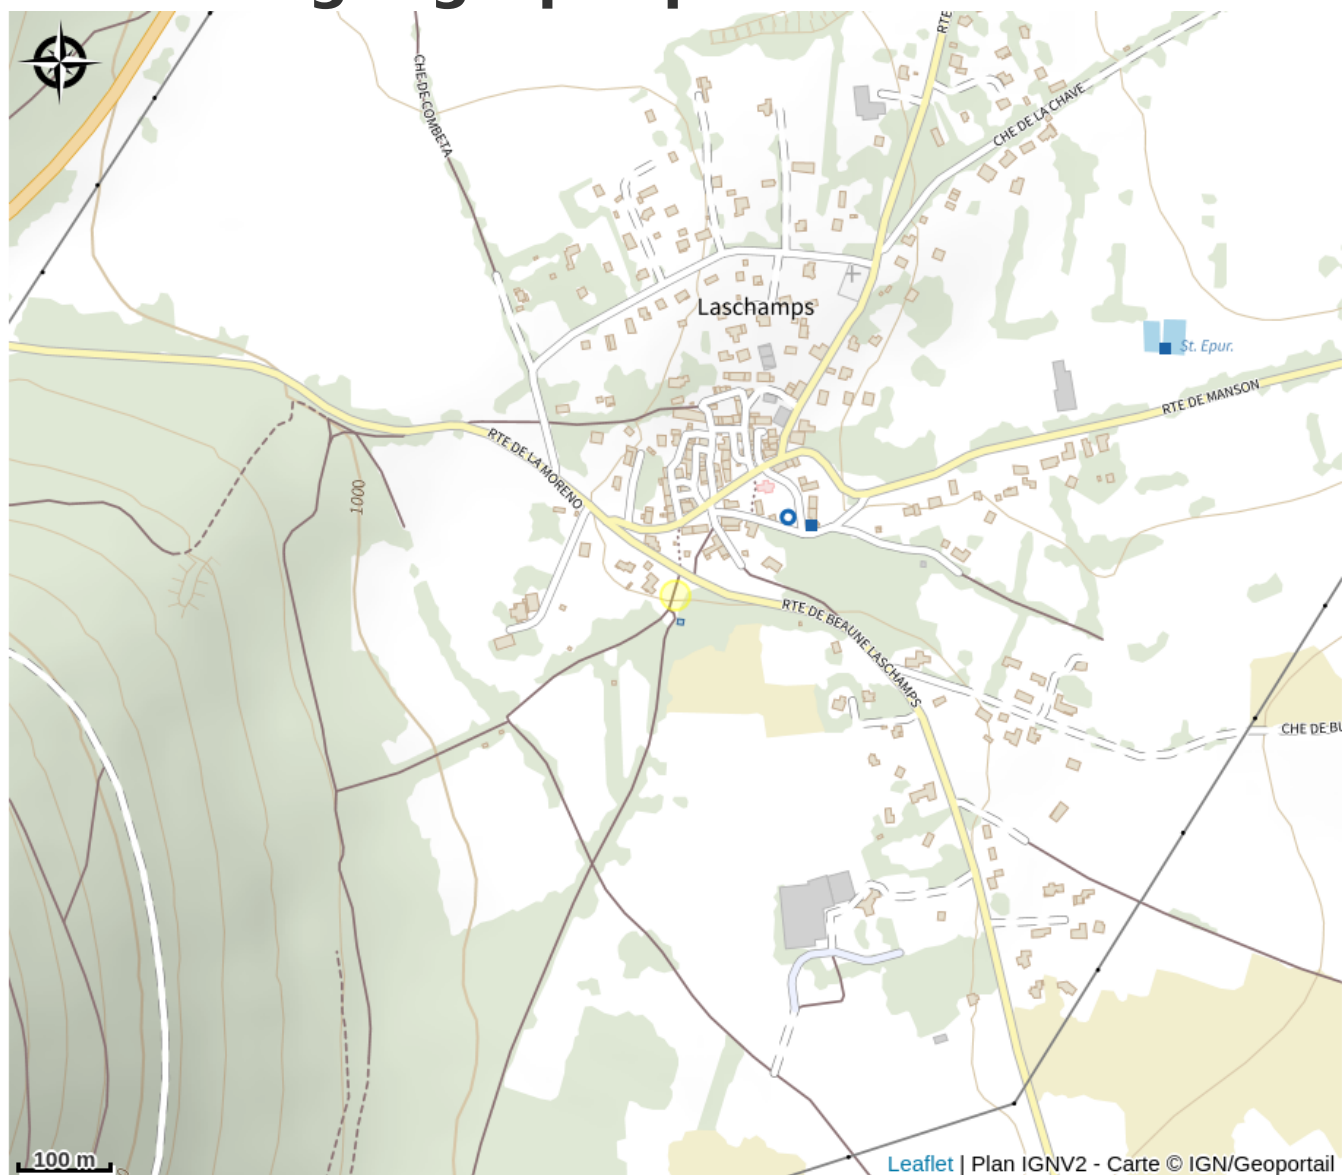 RTE
CHE DE COMBETA
CHE DE LA CHAVE
Laschamps
St. Epur.
RTE DE MANSON
RTE DE LA MORENO
1000
RTE DE BEAUNE LASCHAMPS
CHE DE BU
100 m
Leaflet | Plan IGNV2 - Carte © IGN/Geoportail